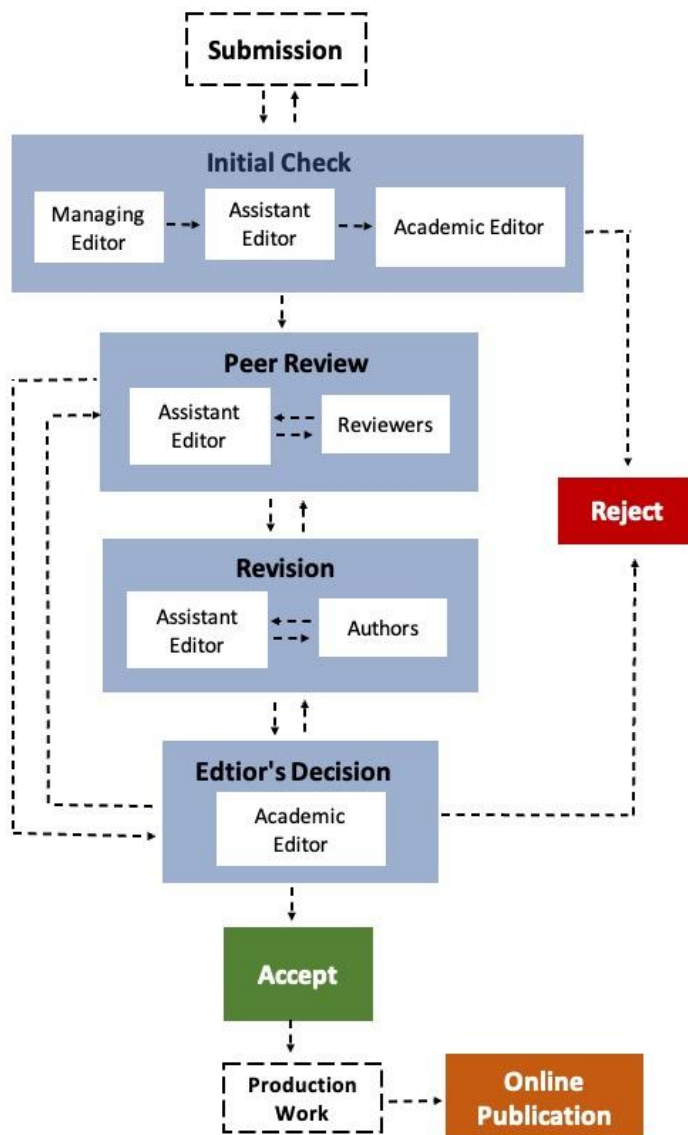 Submission
Initial Check
Managing
Editor
Assistant
Editor
Academic Editor
Peer Review
Assistant
Editor
Reviewers
Reject
Revision
Assistant
Editor
Authors
Edtior's Decision
Academic
Editor
Accept
Production
Work
Online
Publication